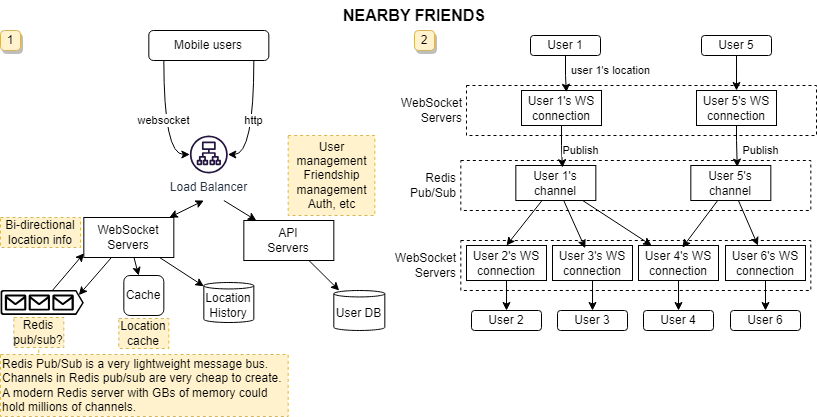 NEARBY FRIENDS
1
Mobile users
websocket
http
Load Balancer
User
management
Friendship
management
Auth, etc
Bi-directional
location info
WebSocket
Servers
API
Servers
Cache
Location
History
User DB
Redis
pub/sub?
Location
cache
Redis Pub/Sub is a very lightweight message bus.
Channels in Redis pub/sub are very cheap to create.
A modern Redis server with GBs of memory could
hold millions of channels.
2
User 1
User 5
user 1's location
WebSocket
Servers
User 1's WS
connection
User 5's WS
connection
Publish
Publish
Redis
Pub/Sub
User 1's
channel
User 5's
channel
WebSocket
Servers
User 2's WS
connection
User 3's WS
connection
User 4's WS
connection
User 6's WS
connection
User 2
User 3
User 4
User 6